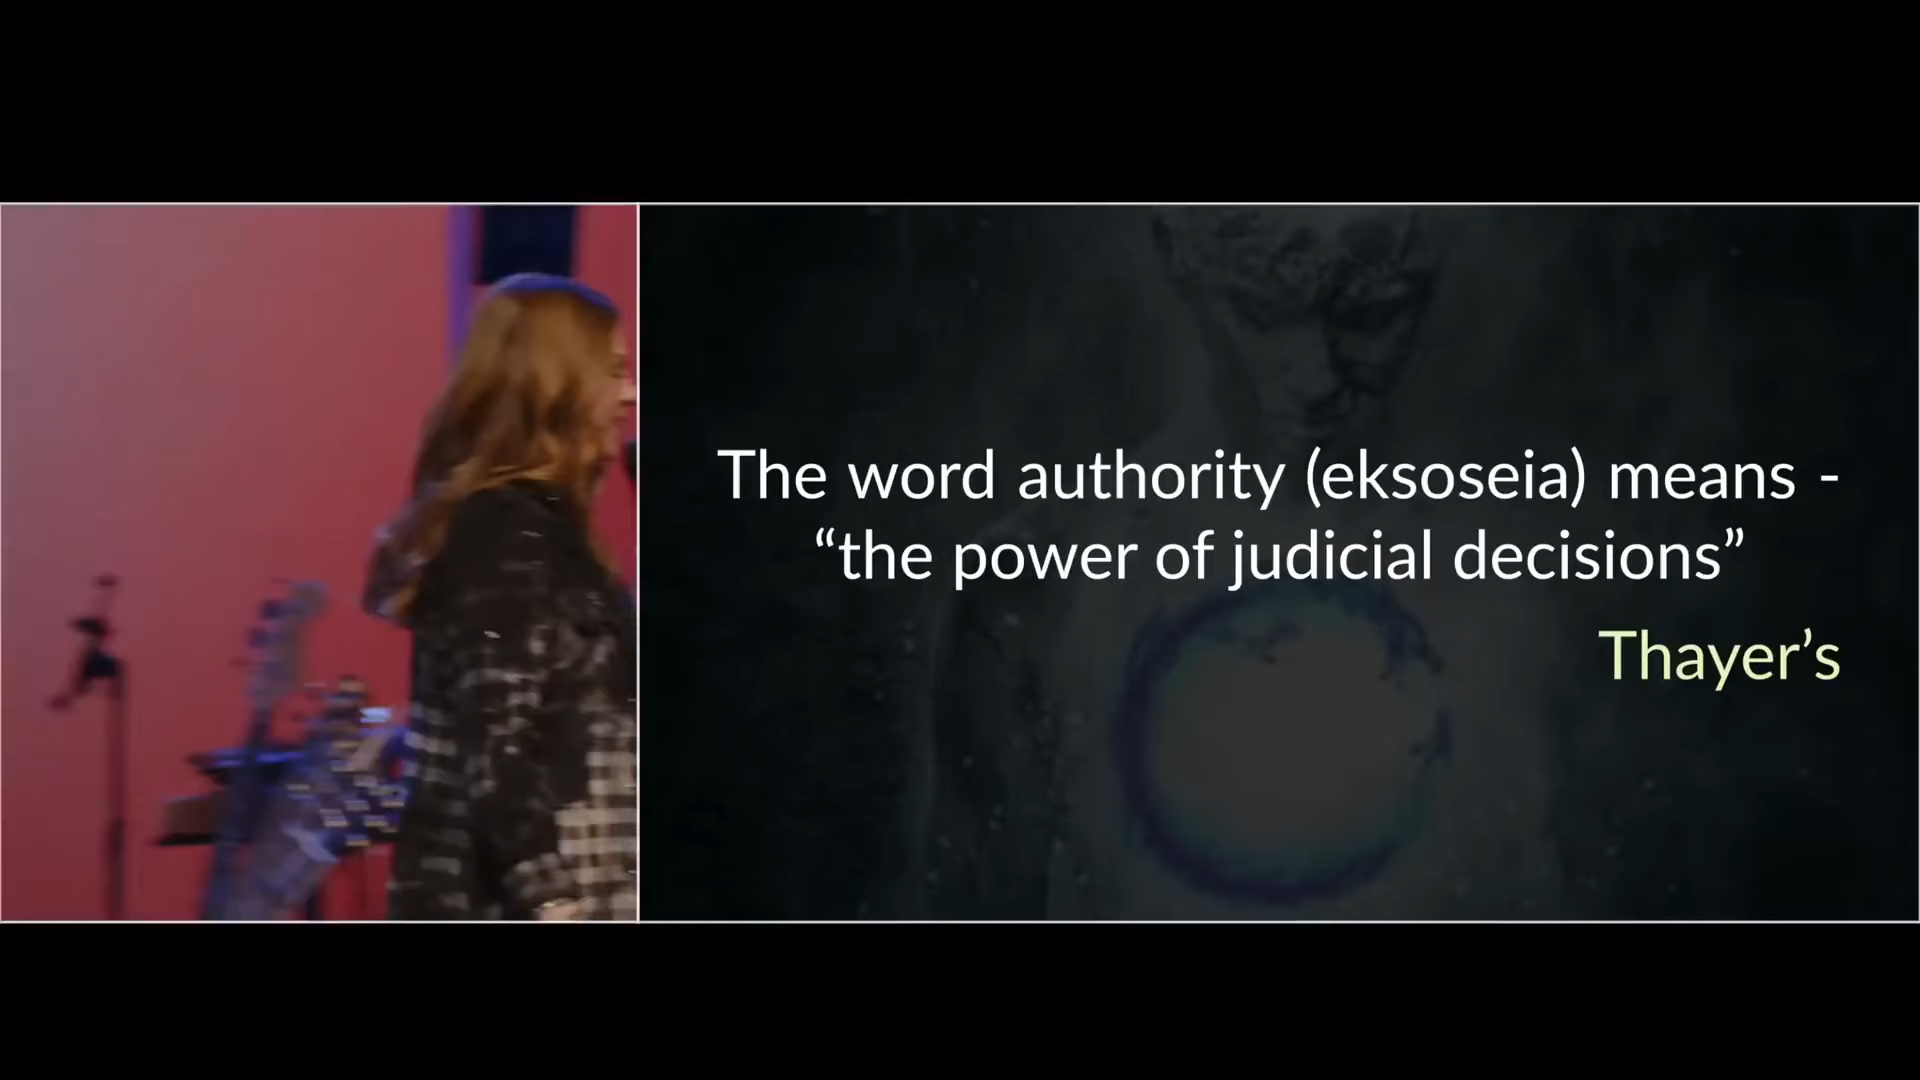 The word authority (eksoseia) means -
“the power of judicial decisions”
Thayer’s